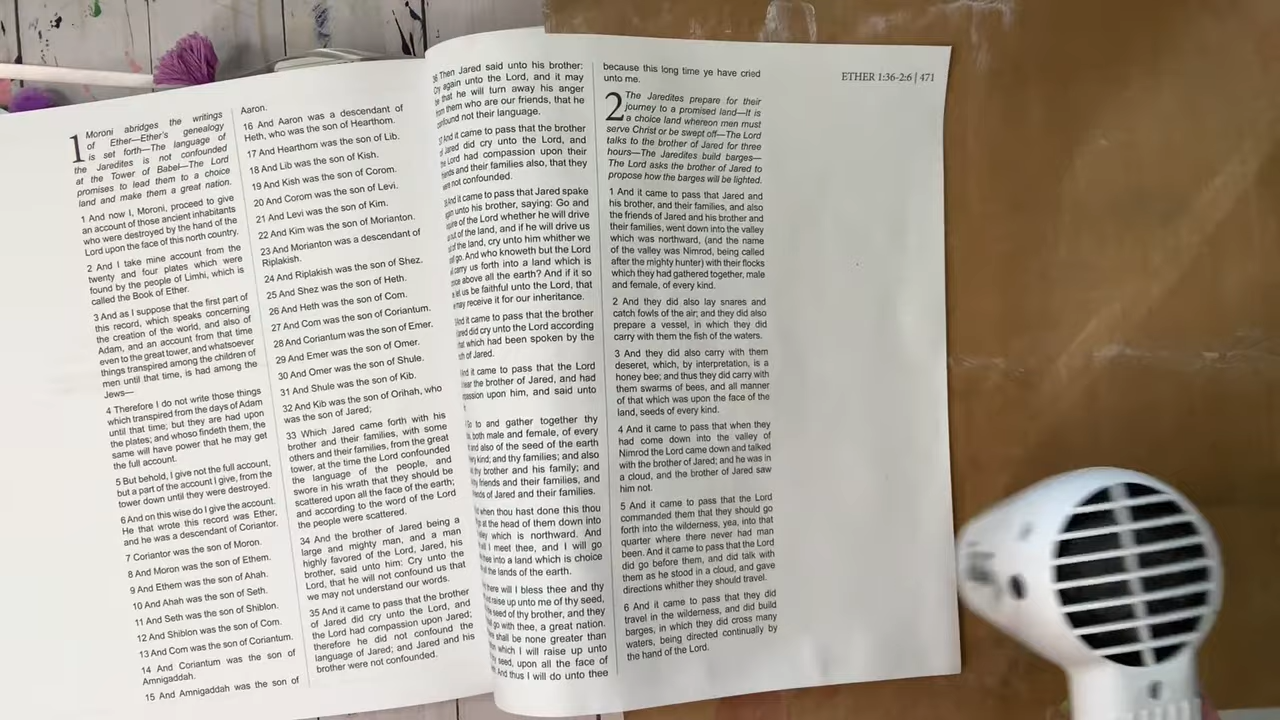 1 Moroni abridges the writings
of Ether—Ether's genealogy
is set forth—The language of
the Jaredites is not confounded
at the Tower of Babel—The Lord
promises to lead them to a choice
land and make them a great nation.
1 And now I, Moroni, proceed to give
an account of those ancient inhabitants
who were destroyed by the hand of the
Lord upon the face of this north country.
2 And I take mine account from the
twenty and four plates which were
found by the people of Limhi, which is
called the Book of Ether.
3 And as I suppose that the first part of
this record, which speaks concerning
the creation of the world, and also of
Adam, and an account from that time
even to the great tower, and whatsoever
things transpired among the children of
men until that time, is had among the
Jews—
4 Therefore I do not write those things
which transpired from the days of Adam
until that time; but they are had upon
the plates; and whoso findeth them, the
same will have power that he may get
the full account.
5 But behold, I give not the full account,
but a part of the account I give, from the
tower down until they were destroyed.
6 And on this wise do I give the account.
He that wrote this record was Ether,
and he was a descendant of Coriantor.
7 Coriantor was the son of Moron.
8 And Moron was the son of Ethem.
9 And Ethem was the son of Ahah.
10 And Ahah was the son of Seth.
11 And Seth was the son of Shiblon.
12 And Shiblon was the son of Com.
13 And Com was the son of Coriantum.
14 And Coriantum was the son of
Amnigaddah.
15 And Amnigaddah was the son of
Aaron.
16 And Aaron was a descendant of
Heth, who was the son of Hearthom.
17 And Hearthom was the son of Lib.
18 And Lib was the son of Kish.
19 And Kish was the son of Corom.
20 And Corom was the son of Levi.
21 And Levi was the son of Kim.
22 And Kim was the son of Morianton.
23 And Morianton was a descendant of
Riplakish.
24 And Riplakish was the son of Shez.
25 And Shez was the son of Heth.
26 And Heth was the son of Com.
27 And Com was the son of Coriantum.
28 And Coriantum was the son of Emer.
29 And Emer was the son of Omer.
30 And Omer was the son of Shule.
31 And Shule was the son of Kib.
32 And Kib was the son of Orihah, who
was the son of Jared;
33 Which Jared came forth with his
brother and their families, with some
others and their families, from the great
tower, at the time the Lord confounded
the language of the people, and
swore in his wrath that they should be
scattered upon all the face of the earth;
and according to the word of the Lord
the people were scattered.
34 And the brother of Jared being a
large and mighty man, and a man
highly favored of the Lord, Jared, his
brother, said unto him: Cry unto the
Lord, that he will not confound us that
we may not understand our words.
35 And it came to pass that the brother
of Jared did cry unto the Lord, and
the Lord had compassion upon Jared;
therefore he did not confound the
language of Jared; and Jared and his
brother were not confounded.
36 Then Jared said unto his brother:
Cry again unto the Lord, and it may
be that he will turn away his anger
from them who are our friends, that he
confound not their language.
And it came to pass that the brother
of Jared did cry unto the Lord, and
the Lord had compassion upon their
friends and their families also, that they
were not confounded.
And it came to pass that Jared spake
again unto his brother, saying: Go and
of the Lord whether he will drive
out of the land, and if he will drive us
of the land, cry unto him whither we
go. And who knoweth but the Lord
carry us forth into a land which is
above all the earth? And if it so
let us be faithful unto the Lord, that
may receive it for our inheritance.
And it came to pass that the brother
Jared did cry unto the Lord according
that which had been spoken by the
of Jared.
And it came to pass that the Lord
hear the brother of Jared, and had
upon him, and said unto
Go to and gather together thy
both male and female, of every
and also of the seed of the earth
kind; and thy families; and also
thy brother and his family; and
friends and their families, and
of Jared and their families.
when thou hast done this thou
at the head of them down into
which is northward. And
I meet thee, and I will go
into a land which is choice
the lands of the earth.
will I bless thee and thy
raise up unto me of thy seed,
seed of thy brother, and they
go with thee, a great nation.
shall be none greater than
which I will raise up unto
seed, upon all the face of
And thus I will do unto thee
because this long time ye have cried
unto me.
ETHER 1:36-2:6 | 471
2 The Jaredites prepare for their
journey to a promised land—It is
a choice land whereon men must
serve Christ or be swept off—The Lord
talks to the brother of Jared for three
hours—The Jaredites build barges—
The Lord asks the brother of Jared to
propose how the barges will be lighted.
1 And it came to pass that Jared and
his brother, and their families, and also
the friends of Jared and his brother and
their families, went down into the valley
which was northward, (and the name
of the valley was Nimrod, being called
after the mighty hunter) with their flocks
which they had gathered together, male
and female, of every kind.
2 And they did also lay snares and
catch fowls of the air; and they did also
prepare a vessel, in which they did
carry with them the fish of the waters.
3 And they did also carry with them
deseret, which, by interpretation, is a
honey bee; and thus they did carry with
them swarms of bees, and all manner
of that which was upon the face of the
land, seeds of every kind.
4 And it came to pass that when they
had come down into the valley of
Nimrod the Lord came down and talked
with the brother of Jared; and he was in
a cloud, and the brother of Jared saw
him not.
5 And it came to pass that the Lord
commanded them that they should go
forth into the wilderness, yea, into that
quarter where there never had man
been. And it came to pass that the Lord
did go before them, and did talk with
them as he stood in a cloud, and gave
directions whither they should travel.
6 And it came to pass that they did
travel in the wilderness, and did build
barges, in which they did cross many
waters, being directed continually by
the hand of the Lord.